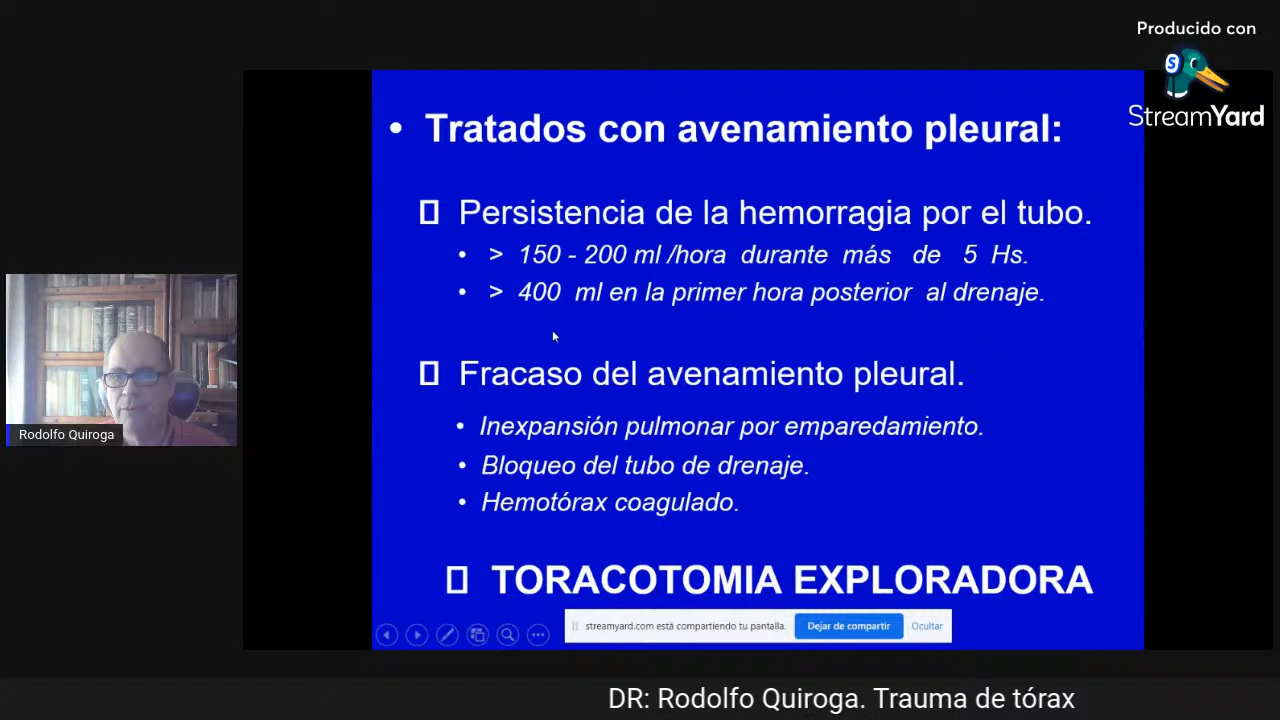 Producido con
StreamYard
• Tratados con avenamiento pleural:
Persistencia de la hemorragia por el tubo.
• > 150 - 200 ml /hora durante más de 5 Hs.
• > 400 ml en la primer hora posterior al drenaje.
Fracaso del avenamiento pleural.
• Inexpansión pulmonar por emparedamiento.
• Bloqueo del tubo de drenaje.
• Hemotórax coagulado.
TORACOTOMIA EXPLORADORA
streamyard.com está compartiendo tu pantalla.
Dejar de compartir
Ocultar
Rodolfo Quiroga
DR: Rodolfo Quiroga. Trauma de tórax